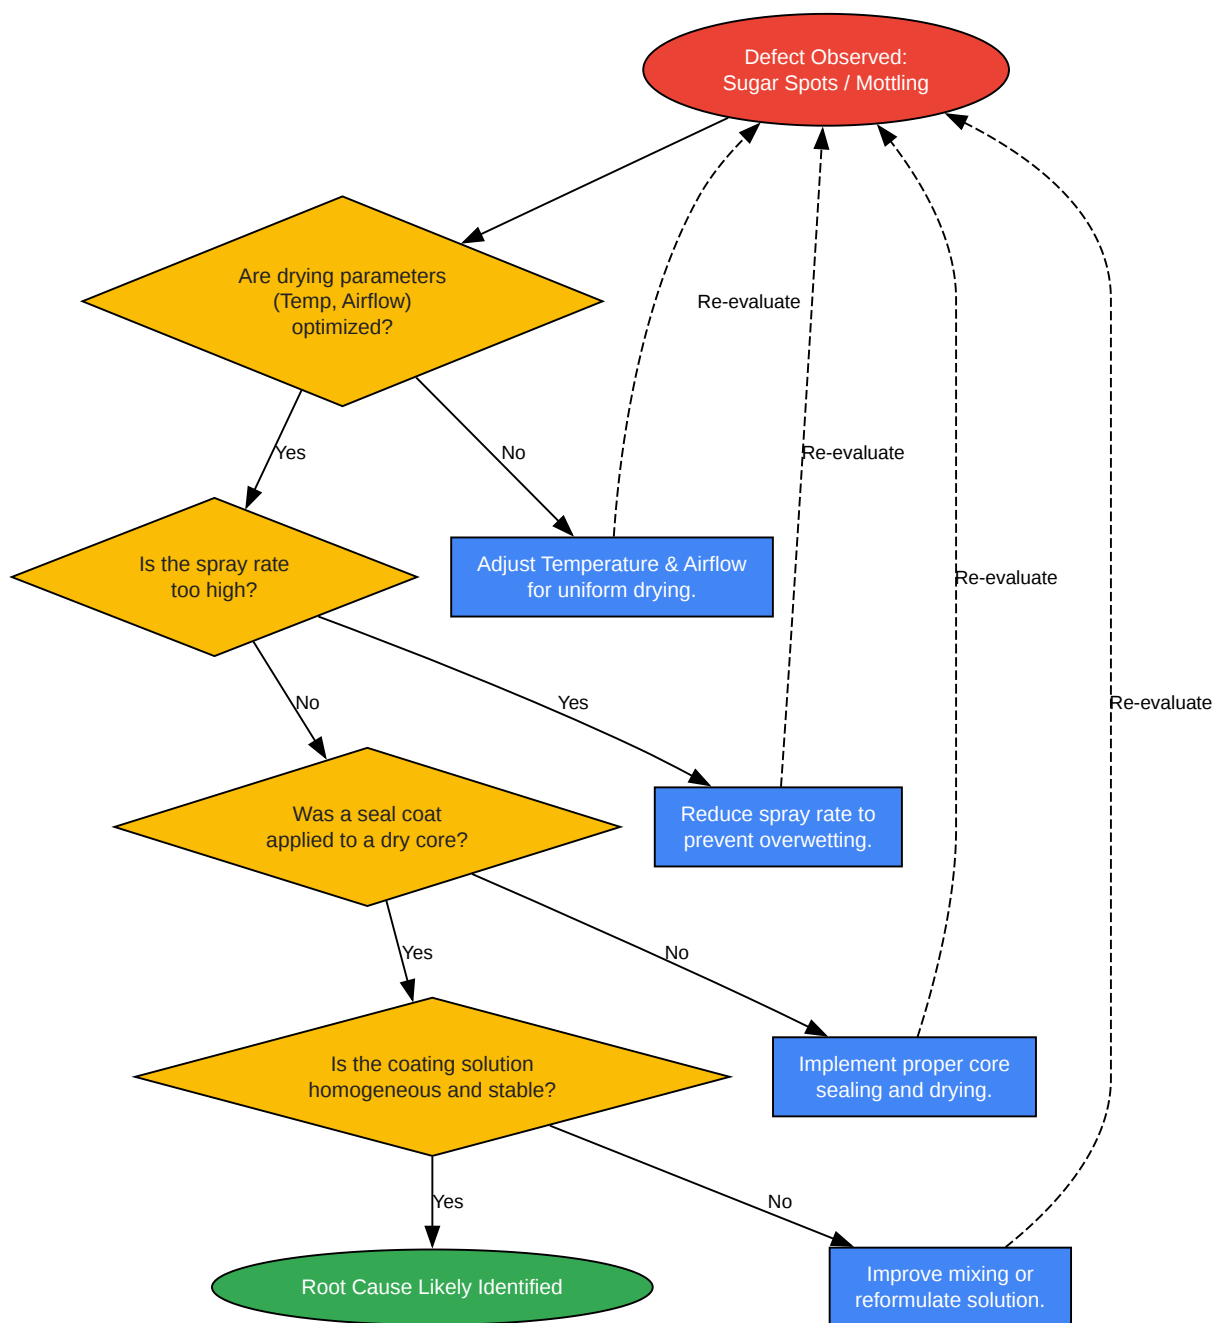 Defect Observed:
Sugar Spots / Mottling
Are drying parameters
(Temp, Airflow)
optimized?
Re-evaluate
Yes
No
Re-evaluate
Is the spray rate
too high?
Adjust Temperature & Airflow
for uniform drying.
Re-evaluate
No
Yes
Re-evaluate
Was a seal coat
applied to a dry core?
Reduce spray rate to
prevent overwetting.
Yes
No
Is the coating solution
homogeneous and stable?
Implement proper core
sealing and drying.
Yes
No
Root Cause Likely Identified
Improve mixing or
reformulate solution.